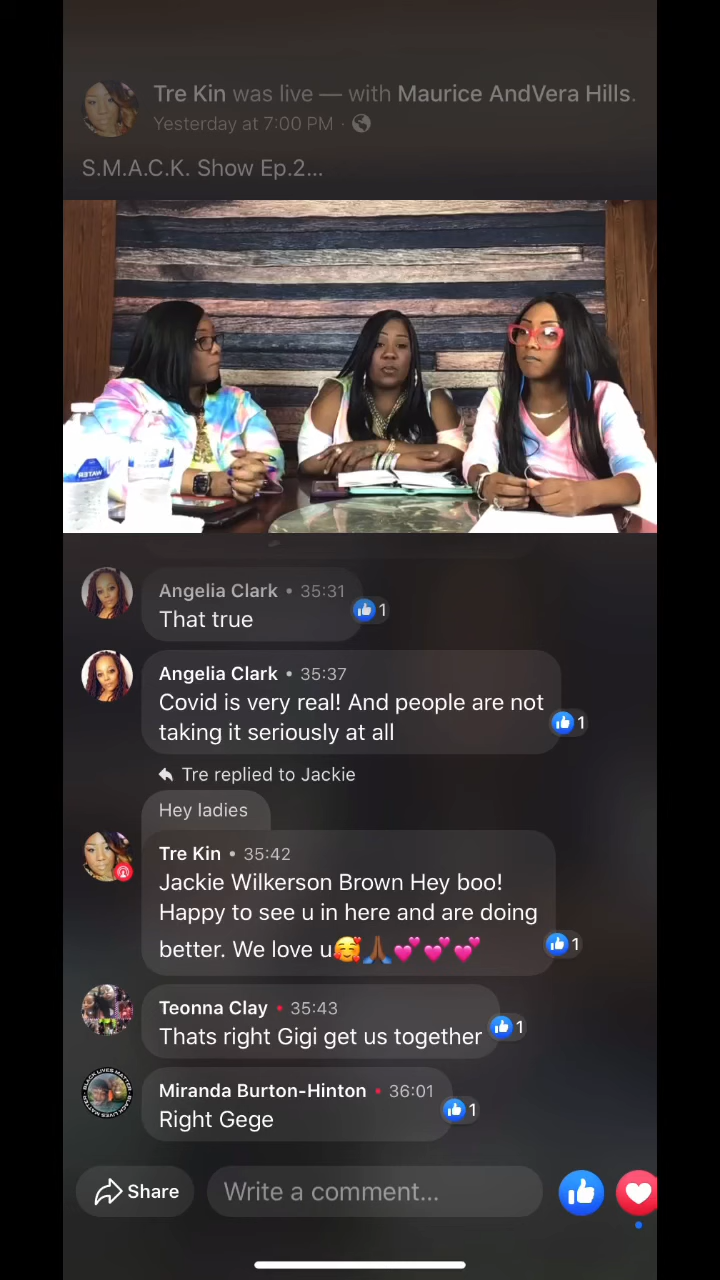 Tre Kin was live — with Maurice AndVera Hills.
Yesterday at 7:00 PM ·
S.M.A.C.K. Show Ep.2...
WATER
Angelia Clark • 35:31
That true
1
Angelia Clark • 35:37
Covid is very real! And people are not
taking it seriously at all
1
Tre replied to Jackie
Hey ladies
Tre Kin • 35:42
Jackie Wilkerson Brown Hey boo!
Happy to see u in here and are doing
better. We love u🥰🙏🏾💕💕💕
1
Teonna Clay • 35:43
Thats right Gigi get us together
1
BLACK LIVES MATTER
Miranda Burton-Hinton • 36:01
Right Gege
1
Share
Write a comment...